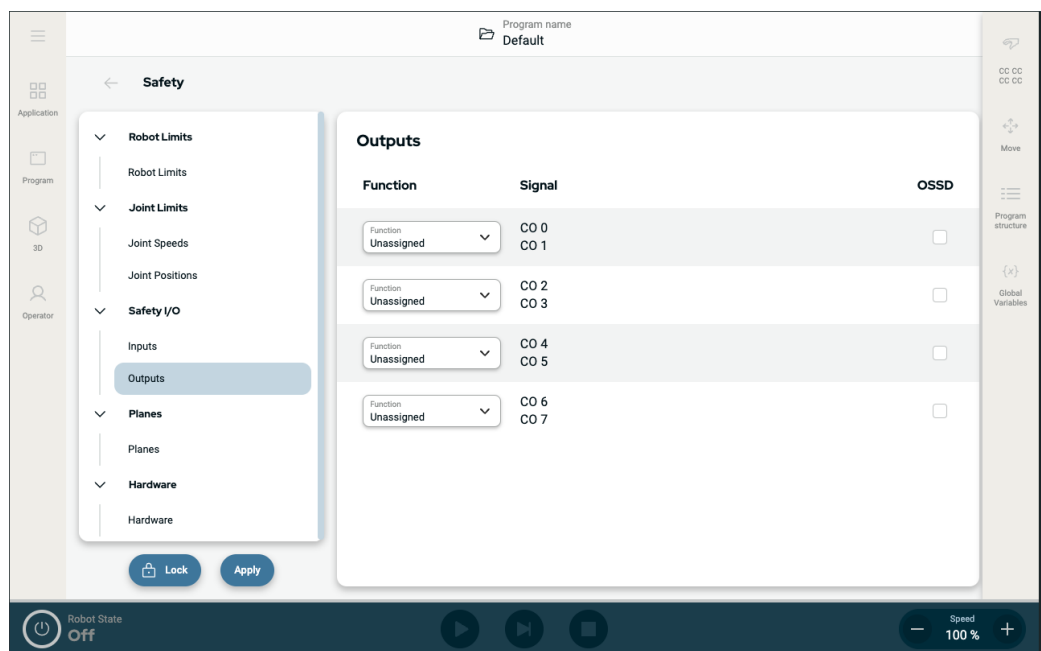 Program name
Default
Application
Program
3D
Operator
Safety
Robot Limits
Robot Limits
Joint Limits
Joint Speeds
Joint Positions
Safety I/O
Inputs
Outputs
Planes
Planes
Hardware
Hardware
Lock
Apply
Outputs
Function
Signal
OSSD
Function
Unassigned
CO 0
CO 1
Function
Unassigned
CO 2
CO 3
Function
Unassigned
CO 4
CO 5
Function
Unassigned
CO 6
CO 7
CC CC
CC CC
Move
Program
structure
{x}
Global
Variables
Robot State
Off
Speed
100 %